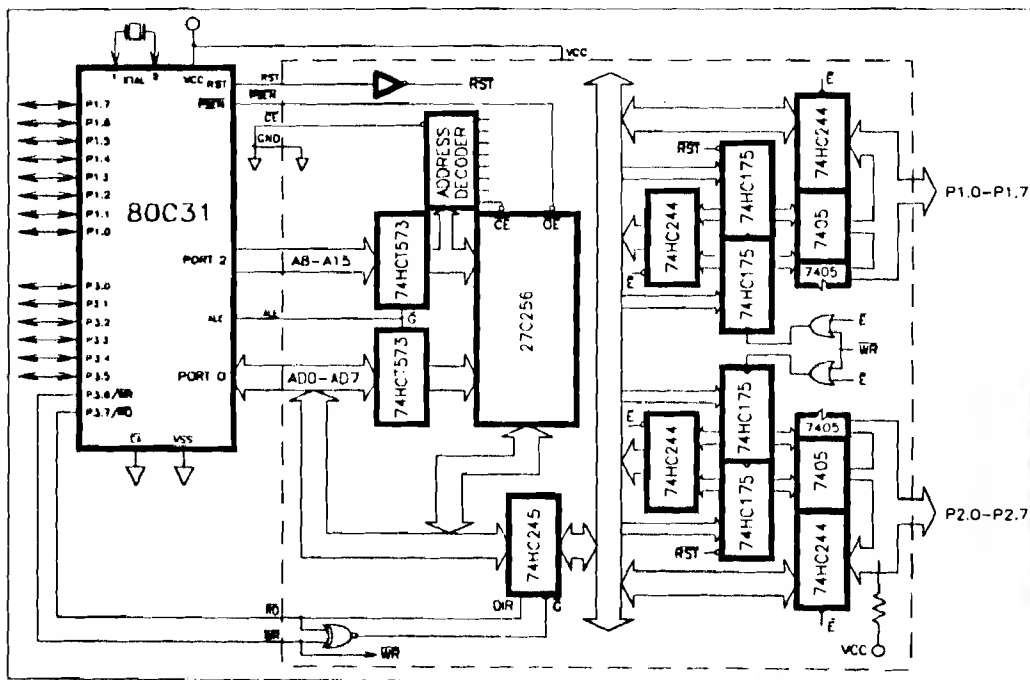 1 XTAL 2
VCC
RST
RST
RST
VCC
PSEN
PSEN
CE
GND
P1.7
P1.6
P1.5
P1.4
P1.3
P1.2
P1.1
P1.0
80C31
PORT 2
A8-A15
P3.0
P3.1
P3.2
P3.3
P3.4
P3.5
P3.6/WR
P3.7/RD
ALE
ALE
G
PORT 0
AD0-AD7
VSS
ADDRESS DECODER
74HCT573
74HCT573
CE
OE
27C256
74HC245
DIR
G
RD
WR
WR
E
74HC244
RST
74HC175
74HC175
74HC244
E
7405
7405
P1.0-P1.7
E
WR
E
74HC175
74HC175
E
74HC244
RST
7405
7405
74HC244
E
P2.0-P2.7
VCC